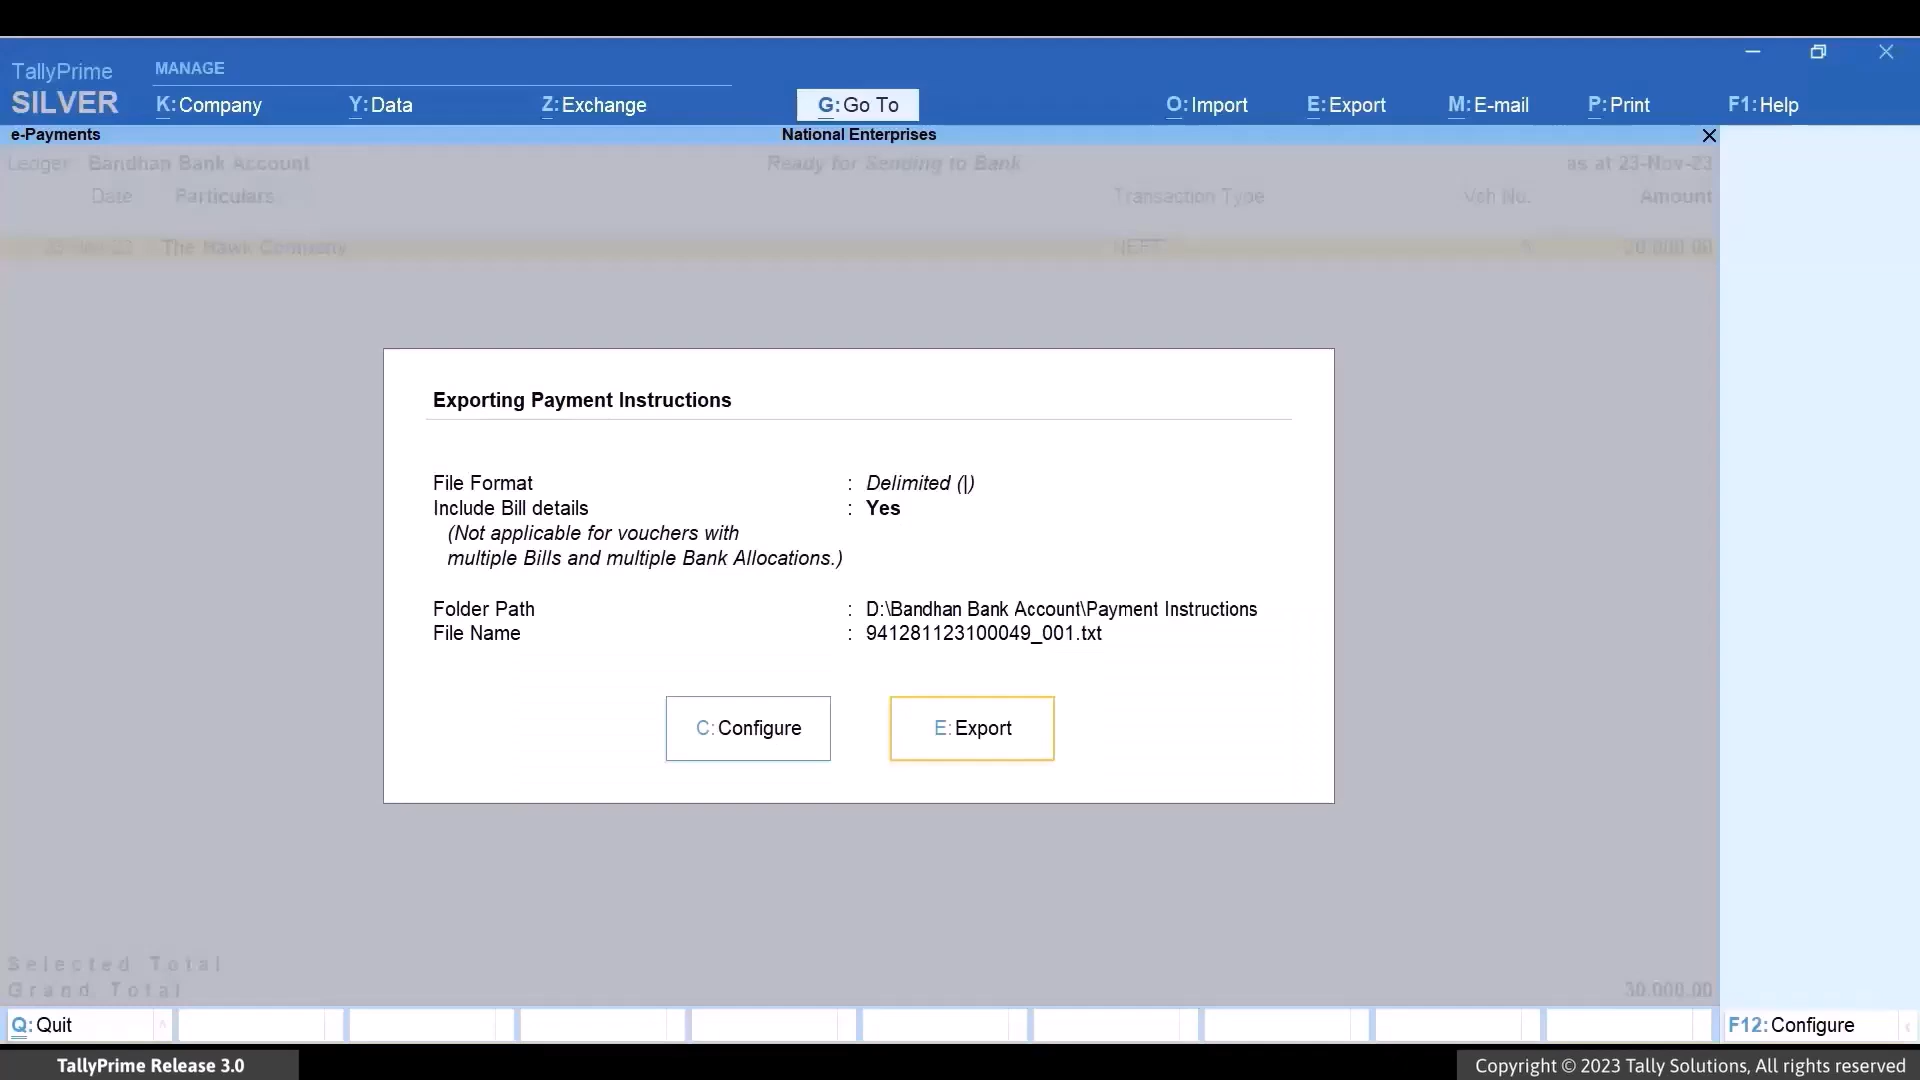 TallyPrime
SILVER
MANAGE
K: Company
Y: Data
Z: Exchange
G: Go To
O: Import
E: Export
M: E-mail
P: Print
F1: Help
e-Payments
National Enterprises
Ledger Bandhan Bank Account
Ready for Sending to Bank
as at 23-Nov-23
Date Particulars
Transaction Type
Vch No.
Amount
The Hawk Company
NEFT
Exporting Payment Instructions
File Format : Delimited (|)
Include Bill details : Yes
(Not applicable for vouchers with
multiple Bills and multiple Bank Allocations.)
Folder Path : D:\Bandhan Bank Account\Payment Instructions
File Name : 941281123100049_001.txt
C: Configure
E: Export
Selected Total
Grand Total
Q: Quit
F12: Configure
TallyPrime Release 3.0
Copyright © 2023 Tally Solutions, All rights reserved